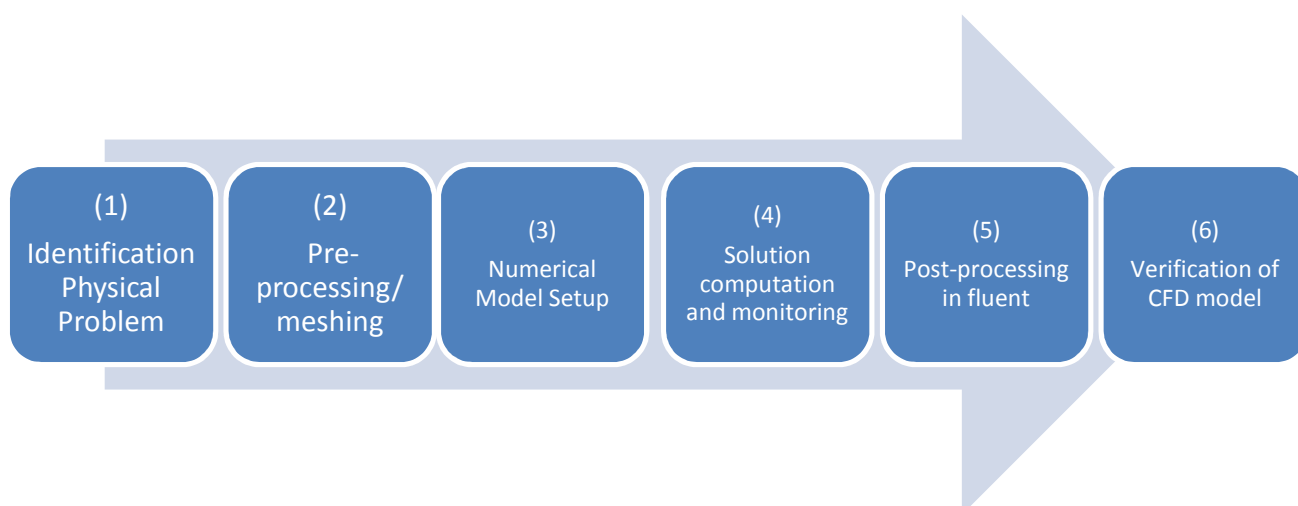 (1)
Identification
Physical
Problem
(2)
Pre-
processing/
meshing
(3)
Numerical
Model Setup
(4)
Solution
computation
and monitoring
(5)
Post-processing
in fluent
(6)
Verification of
CFD model